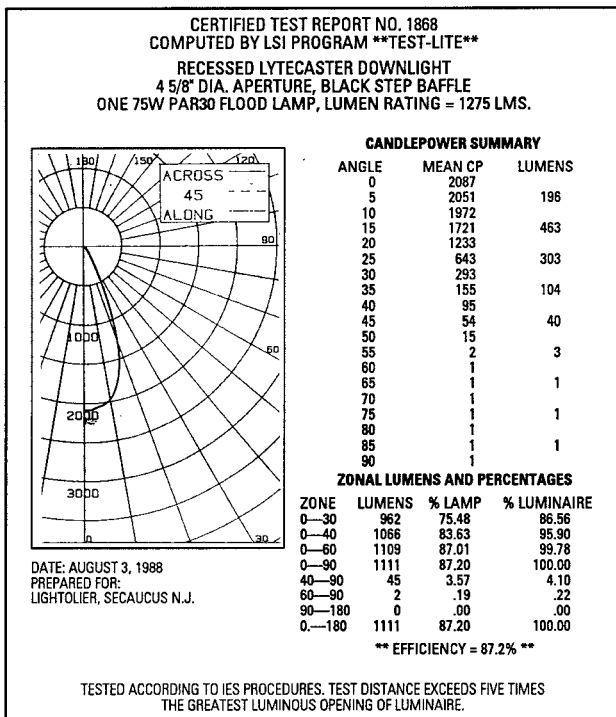 CERTIFIED TEST REPORT NO. 1868
COMPUTED BY LSI PROGRAM **TEST-LITE**
RECESSED LYTECASTER DOWNLIGHT
4 5/8" DIA. APERTURE, BLACK STEP BAFFLE
ONE 75W PAR30 FLOOD LAMP, LUMEN RATING = 1275 LMS.
180 150 120
ACROSS
45
ALONG
90
60
1000
2000
3000
0 30
DATE: AUGUST 3, 1988
PREPARED FOR:
LIGHTOLIER, SECAUCUS N.J.
CANDLEPOWER SUMMARY
ANGLE MEAN CP LUMENS
0 2087
5 2051 196
10 1972
15 1721 463
20 1233
25 643 303
30 293
35 155 104
40 95
45 54 40
50 15
55 2 3
60 1
65 1 1
70 1
75 1 1
80 1
85 1 1
90 1
ZONAL LUMENS AND PERCENTAGES
ZONE LUMENS % LAMP % LUMINAIRE
0—30 962 75.48 86.56
0—40 1066 83.63 95.90
0—60 1109 87.01 99.78
0—90 1111 87.20 100.00
40—90 45 3.57 4.10
60—90 2 .19 .22
90—180 0 .00 .00
0.—180 1111 87.20 100.00
** EFFICIENCY = 87.2% **
TESTED ACCORDING TO IES PROCEDURES. TEST DISTANCE EXCEEDS FIVE TIMES
THE GREATEST LUMINOUS OPENING OF LUMINAIRE.